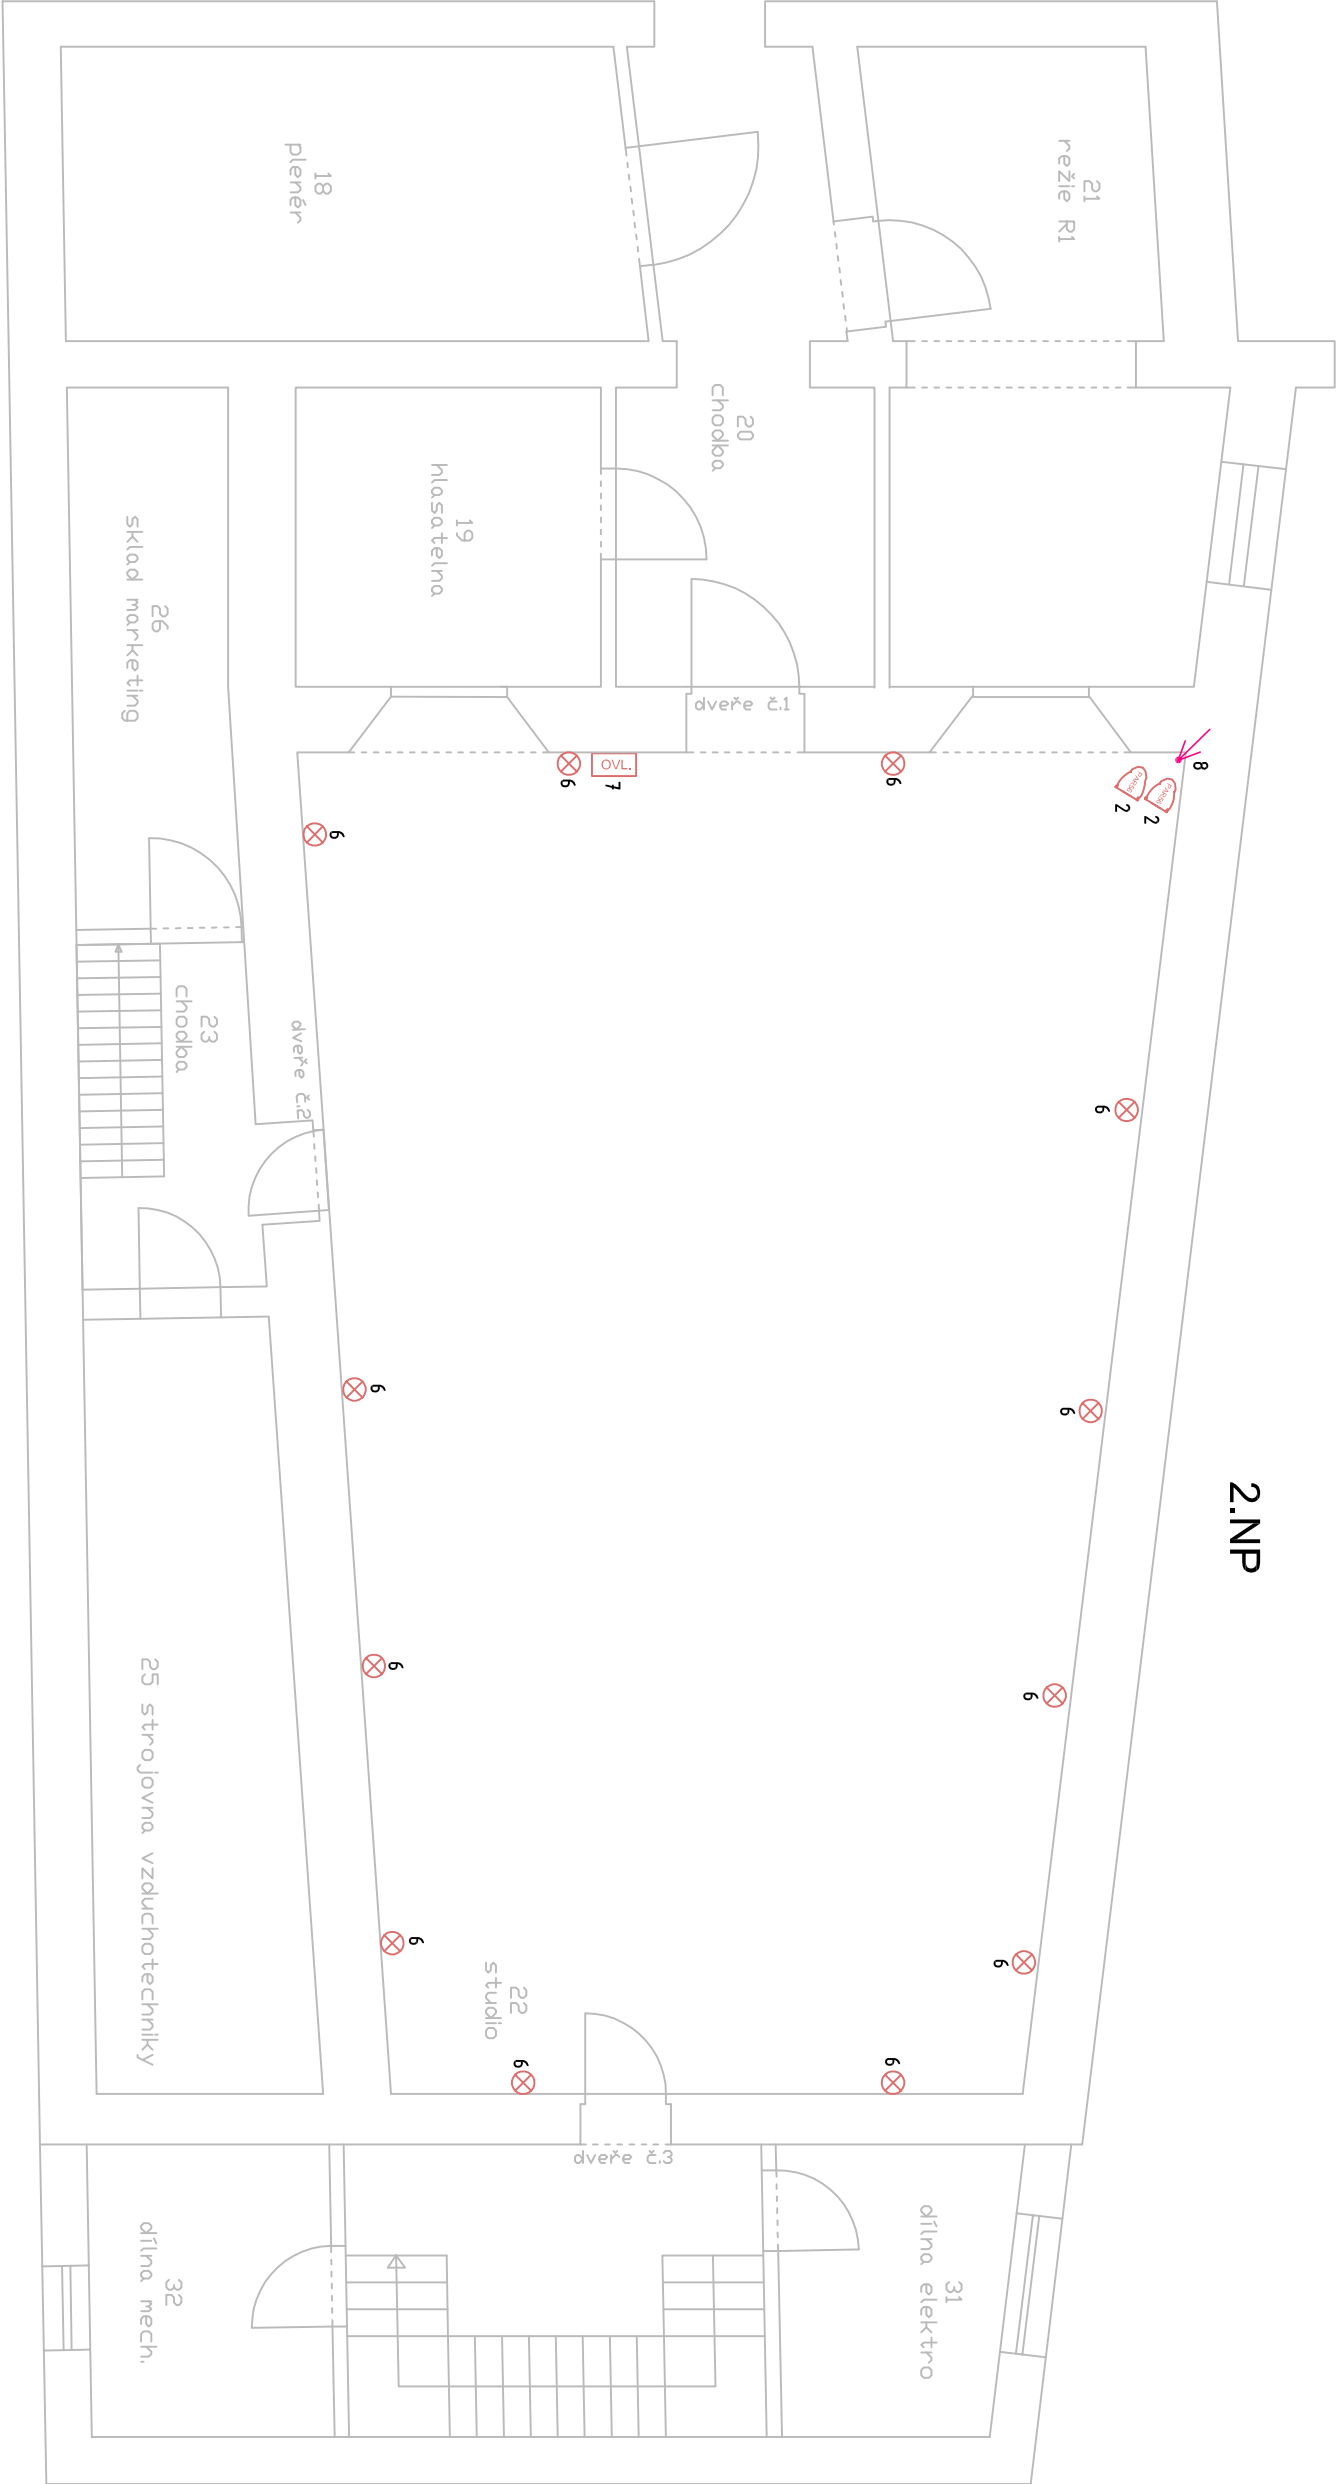 21
režie R1
18
plenér
20
chodba
19
hlasatelna
26
sklad marketing
dveře č.1
8
6
OVL.
7
6
PAR56
2
PAR56
2
6
23
chodba
dveře č.2
6
6
6
2.NP
6
6
25 strojovna vzduchotechniky
6
6
22
studio
6
6
dveře č.3
31
dílna elektro
32
dílna mech.